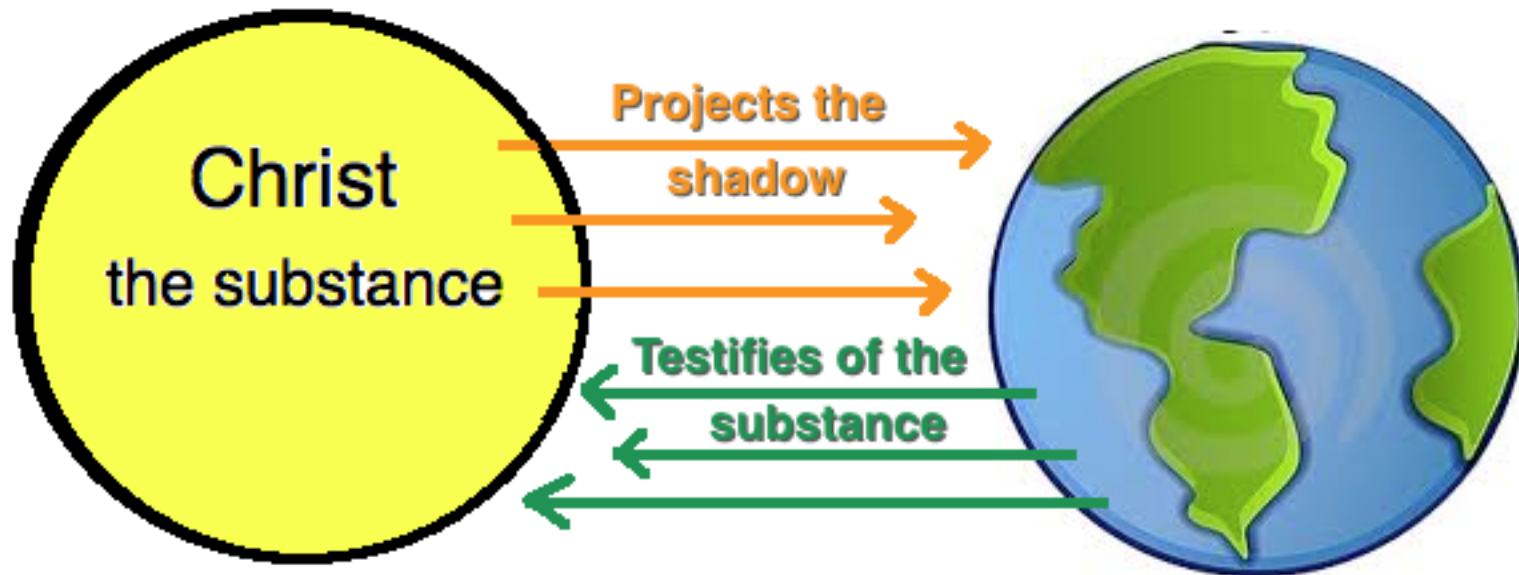 Christ
the substance
Projects the
shadow
Testifies of the
substance